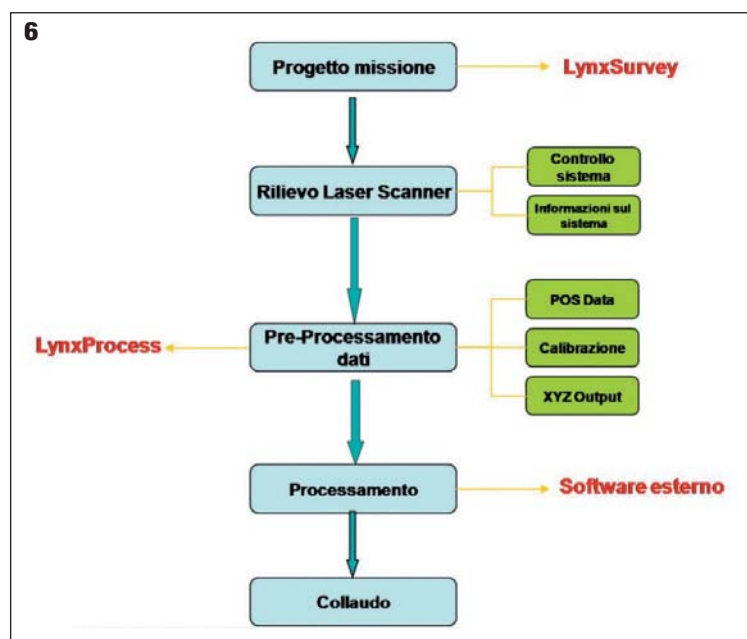 6
Progetto missione
LynxSurvey
Rilievo Laser Scanner
Controllo
sistema
Informazioni sul
sistema
LynxProcess
Pre-Processamento
dati
POS Data
Calibrazione
XYZ Output
Processamento
Software esterno
Collaudo